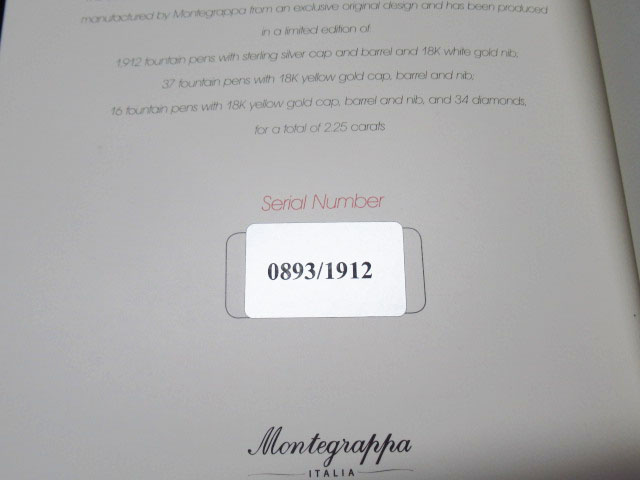 manufactured by Montegrappa from an exclusive original design and has been produced
in a limited edition of:
1.912 fountain pens with sterling silver cap and barrel and 18K white gold nib,
37 fountain pens with 18K yellow gold cap, barrel and nib,
16 fountain pens with 18K yellow gold cap, barrel and nib, and 34 diamonds,
for a total of 2.25 carats
Serial Number
0893/1912
Montegrappa
ITALIA